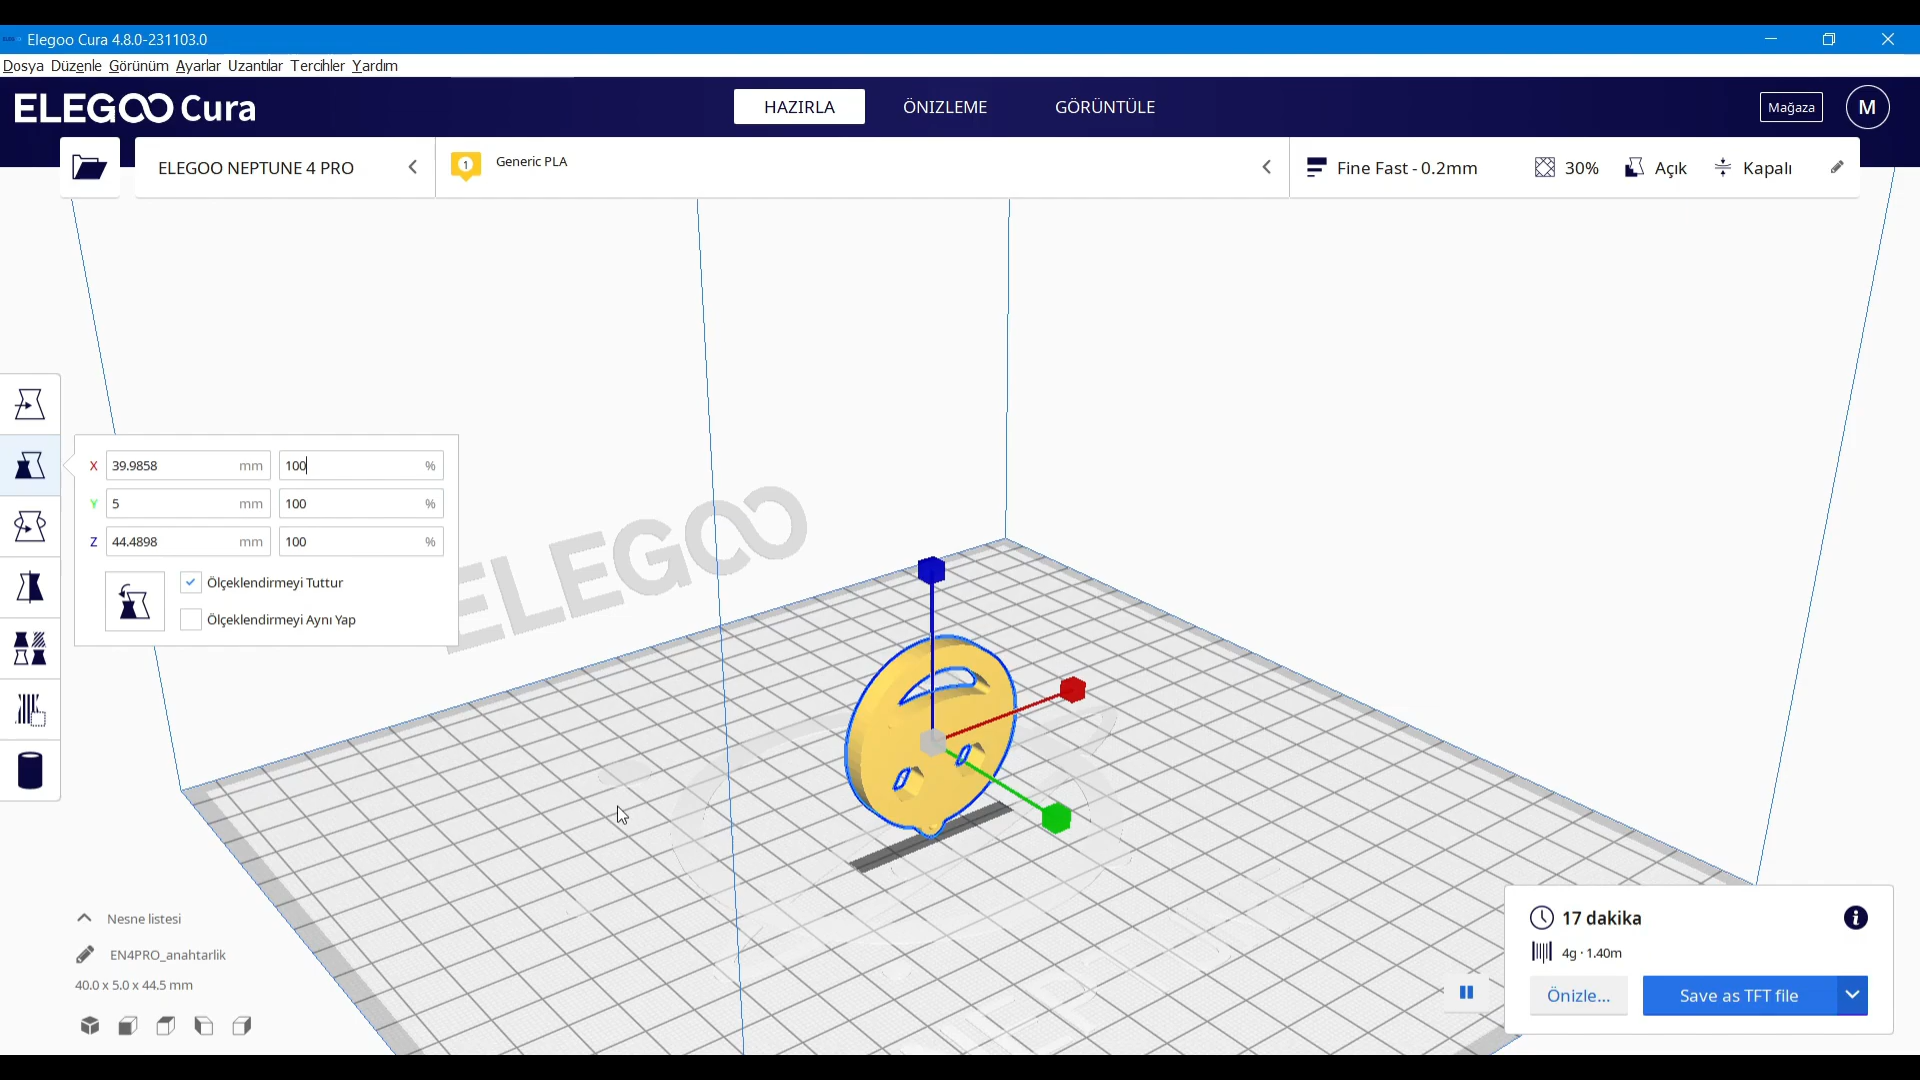 Elegoo Cura 4.8.0-231103.0
Dosya Düzenle Görünüm Ayarlar Uzantılar Tercihler Yardım
ELEGOO Cura
HAZIRLA
ÖNİZLEME
GÖRÜNTÜLE
Mağaza
M
ELEGOO NEPTUNE 4 PRO
1
Generic PLA
Fine Fast - 0.2mm
30%
Açık
Kapalı
X 39.9858 mm 100 %
Y 5 mm 100 %
Z 44.4898 mm 100 %
Ölçeklendirmeyi Tuttur
Ölçeklendirmeyi Aynı Yap
ELEGOO
Nesne listesi
EN4PRO_anahtarlik
40.0 x 5.0 x 44.5 mm
17 dakika
4g · 1.40m
Önizle...
Save as TFT file